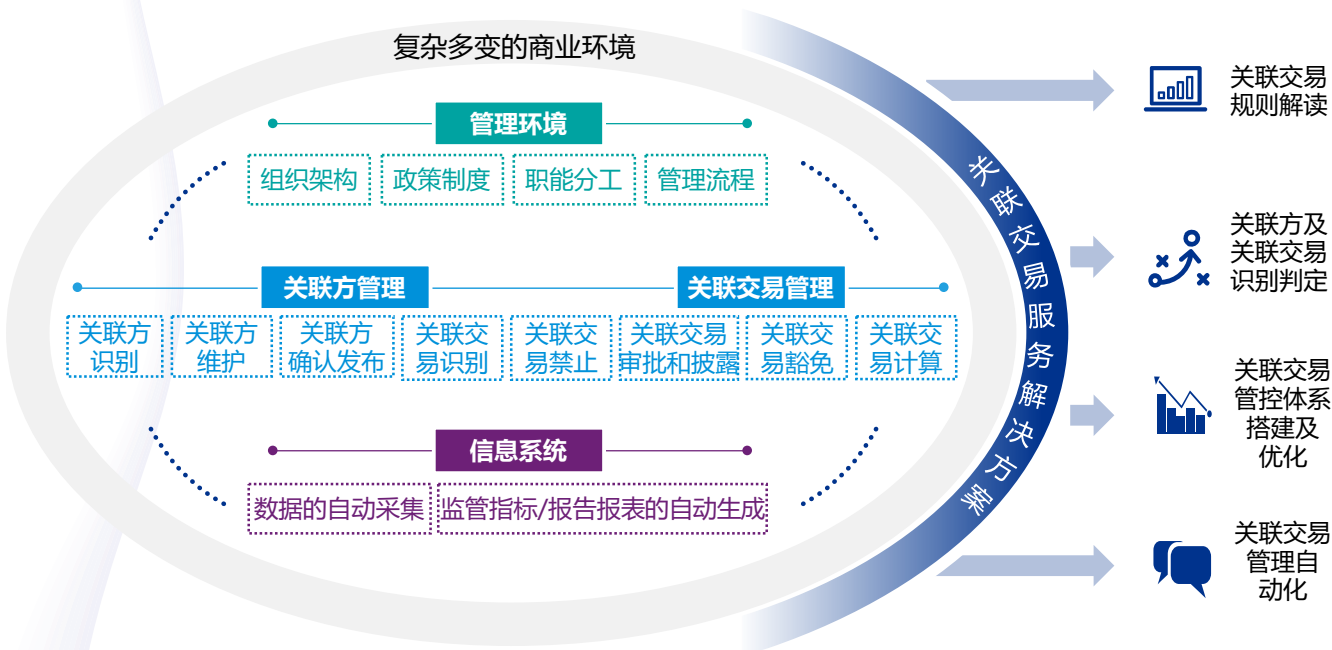 复杂多变的商业环境
管理环境
组织架构
政策制度
职能分工
管理流程
关联方管理
关联交易管理
关联方
识别
关联方
维护
关联方
确认发布
关联交
易识别
关联交
易禁止
关联交易
审批和披露
关联交
易豁免
关联交
易计算
信息系统
数据的自动采集
监管指标/报告报表的自动生成
关联交易服务解决方案
关联交易
规则解读
关联方及
关联交易
识别判定
关联交易
管控体系
搭建及
优化
关联交易
管理自
动化